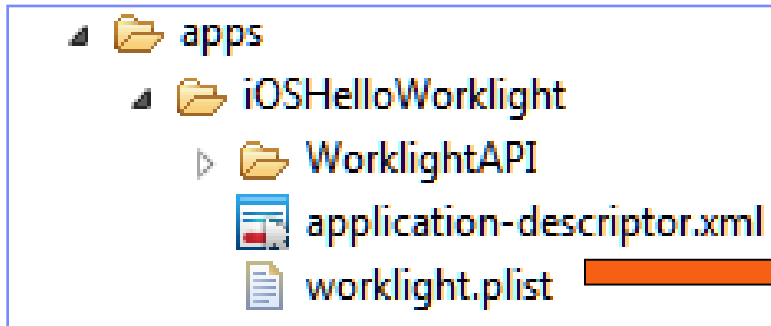 apps
iOSHelloWorklight
WorklightAPI
application-descriptor.xml
worklight.plist